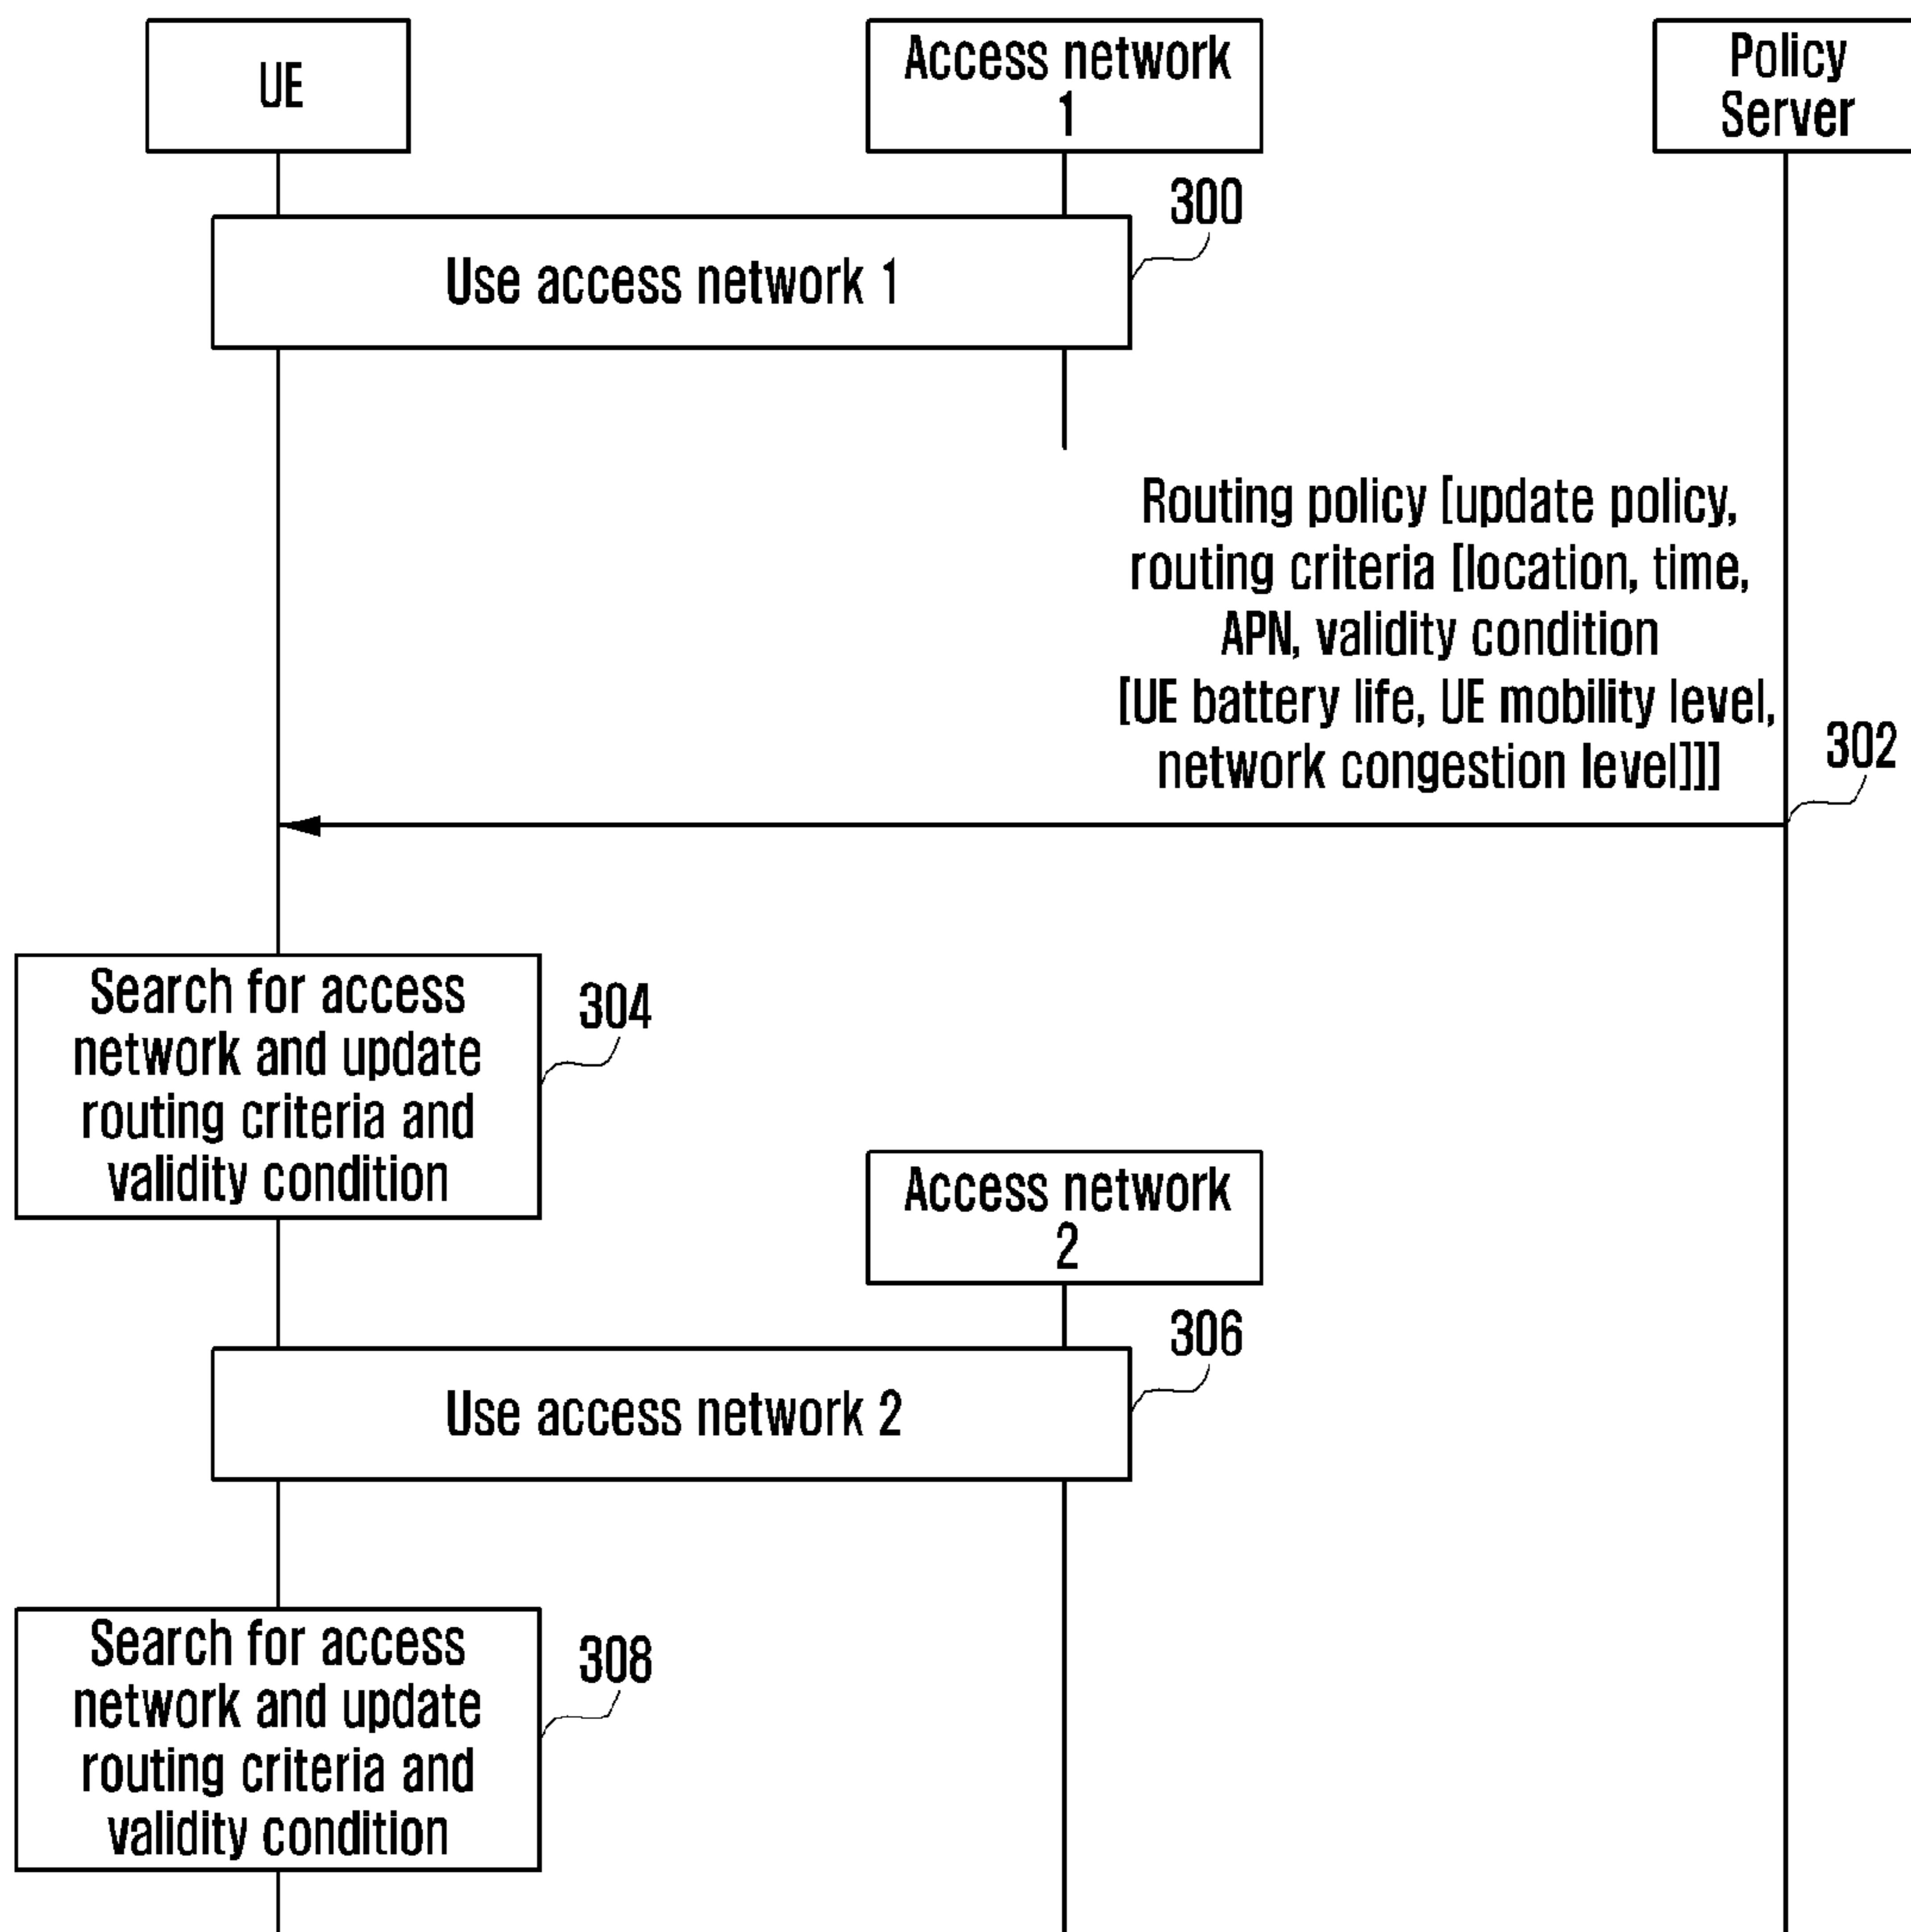 UE
Access network
1
Policy
Server
300
Use access network 1
Routing policy [update policy,
routing criteria [location, time,
APN, validity condition
[UE battery life, UE mobility level,
network congestion level]]]
302
Search for access
network and update
routing criteria and
validity condition
304
Access network
2
306
Use access network 2
Search for access
network and update
routing criteria and
validity condition
308